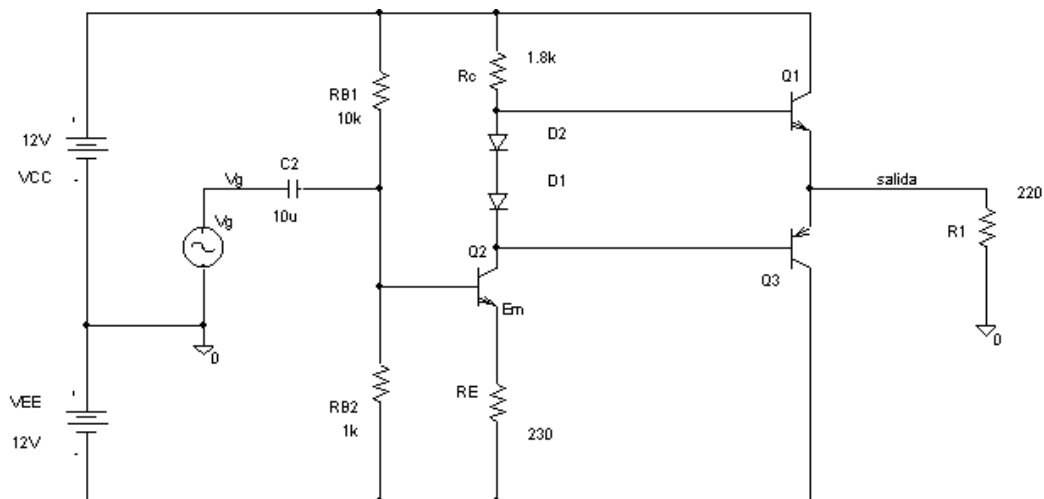 12V
VCC
Vg
Vg
C2
10u
0
VEE
12V
RB1
10k
RB2
1k
Rc
1.8k
D2
D1
Q2
Em
RE
230
Q1
Q3
salida
R1
220
0